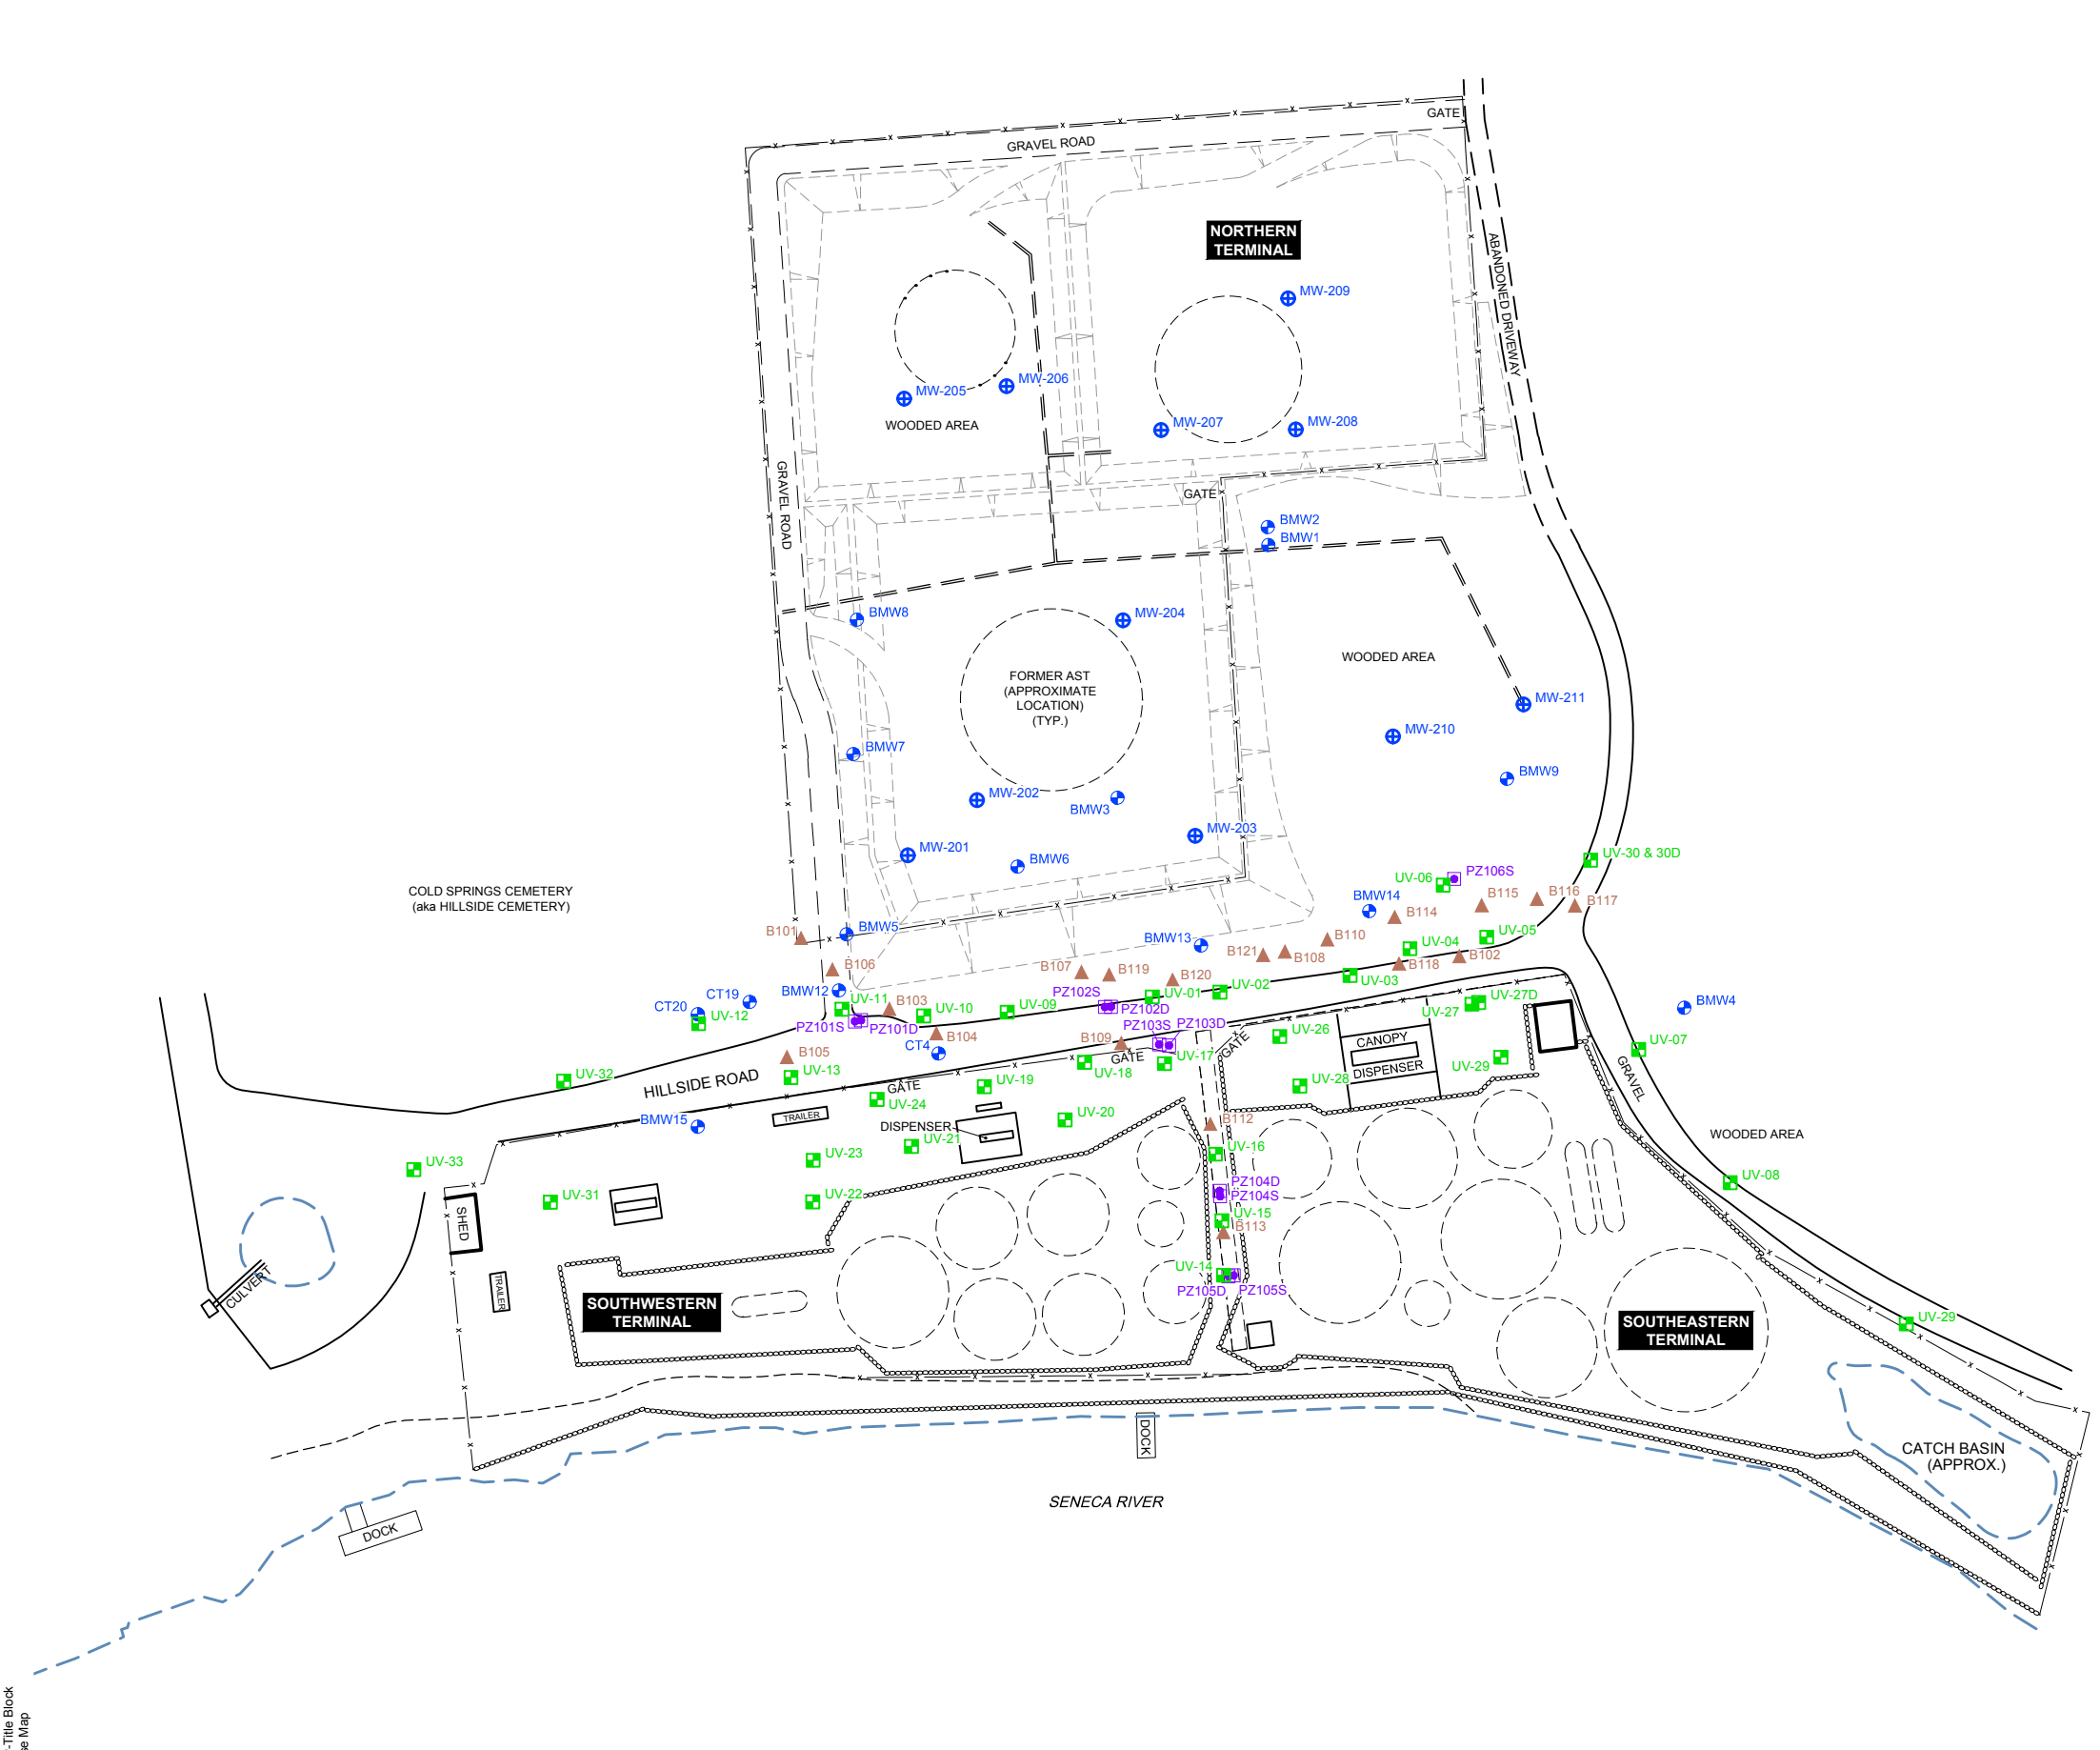 GATE
GRAVEL ROAD
NORTHERN
TERMINAL
ABANDONED DRIVEWAY
MW-209
MW-206
MW-205
WOODED AREA
MW-207
MW-208
GRAVEL ROAD
GATE
BMW2
BMW1
BMW8
MW-204
WOODED AREA
FORMER AST
(APPROXIMATE
LOCATION)
(TYP.)
MW-211
MW-210
BMW7
BMW9
MW-202
BMW3
MW-203
MW-201
BMW6
UV-30 & 30D
PZ106S
UV-06
COLD SPRINGS CEMETERY
(aka HILLSIDE CEMETERY)
BMW14
B115
B116
B117
B114
B101
BMW5
BMW13
B110
B121
B108
UV-04
UV-05
B118
B102
B106
B107
B119
B120
UV-03
BMW12
CT19
CT20
UV-12
UV-11
B103
UV-10
UV-09
PZ102S
PZ102D
UV-01
UV-02
UV-27D
UV-27
BMW4
PZ101S
PZ101D
B104
CT4
B109
PZ103S
PZ103D
GATE
GATE
UV-26
CANOPY
DISPENSER
UV-29
UV-07
GRAVEL
B105
UV-13
UV-32
HILLSIDE ROAD
GATE
UV-17
UV-18
UV-19
UV-24
UV-28
TRAILER
DISPENSER
UV-20
BMW15
B112
UV-21
UV-23
UV-16
WOODED AREA
UV-33
UV-31
UV-22
PZ104D
PZ104S
UV-08
SHED
UV-15
B113
CULVERT
TRAILER
UV-14
PZ105D
PZ105S
SOUTHWESTERN
TERMINAL
SOUTHEASTERN
TERMINAL
UV-29
DOCK
CATCH BASIN
(APPROX.)
SENECA RIVER
DOCK
-Title Block
se Map